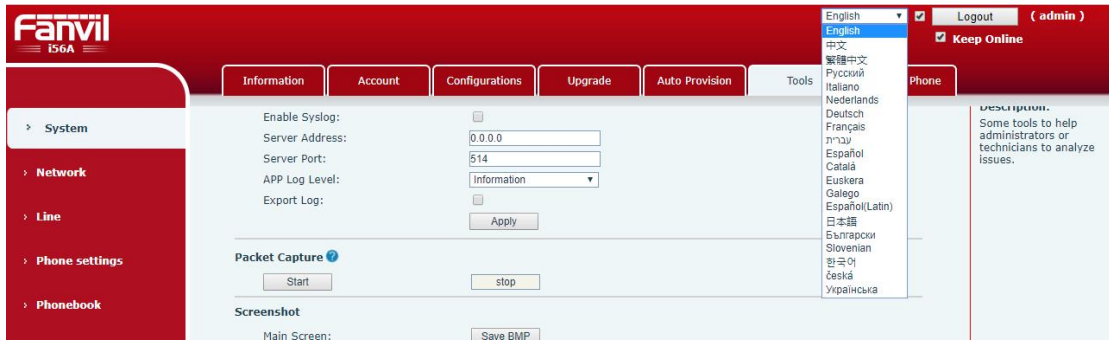 Fanvil
i56A
English
Logout
( admin )
Keep Online
English
中文
繁體中文
Русский
Italiano
Nederlands
Deutsch
Français
עברית
Español
Català
Euskera
Galego
Español(Latin)
日本語
Български
Slovenian
한국어
česká
Українська
Information
Account
Configurations
Upgrade
Auto Provision
Tools
Phone
System
Network
Line
Phone settings
Phonebook
Enable Syslog:
Server Address:
0.0.0.0
Server Port:
514
APP Log Level:
Information
Export Log:
Apply
Packet Capture
Start
stop
Screenshot
Main Screen:
Save BMP
Description:
Some tools to help
administrators or
technicians to analyze
issues.